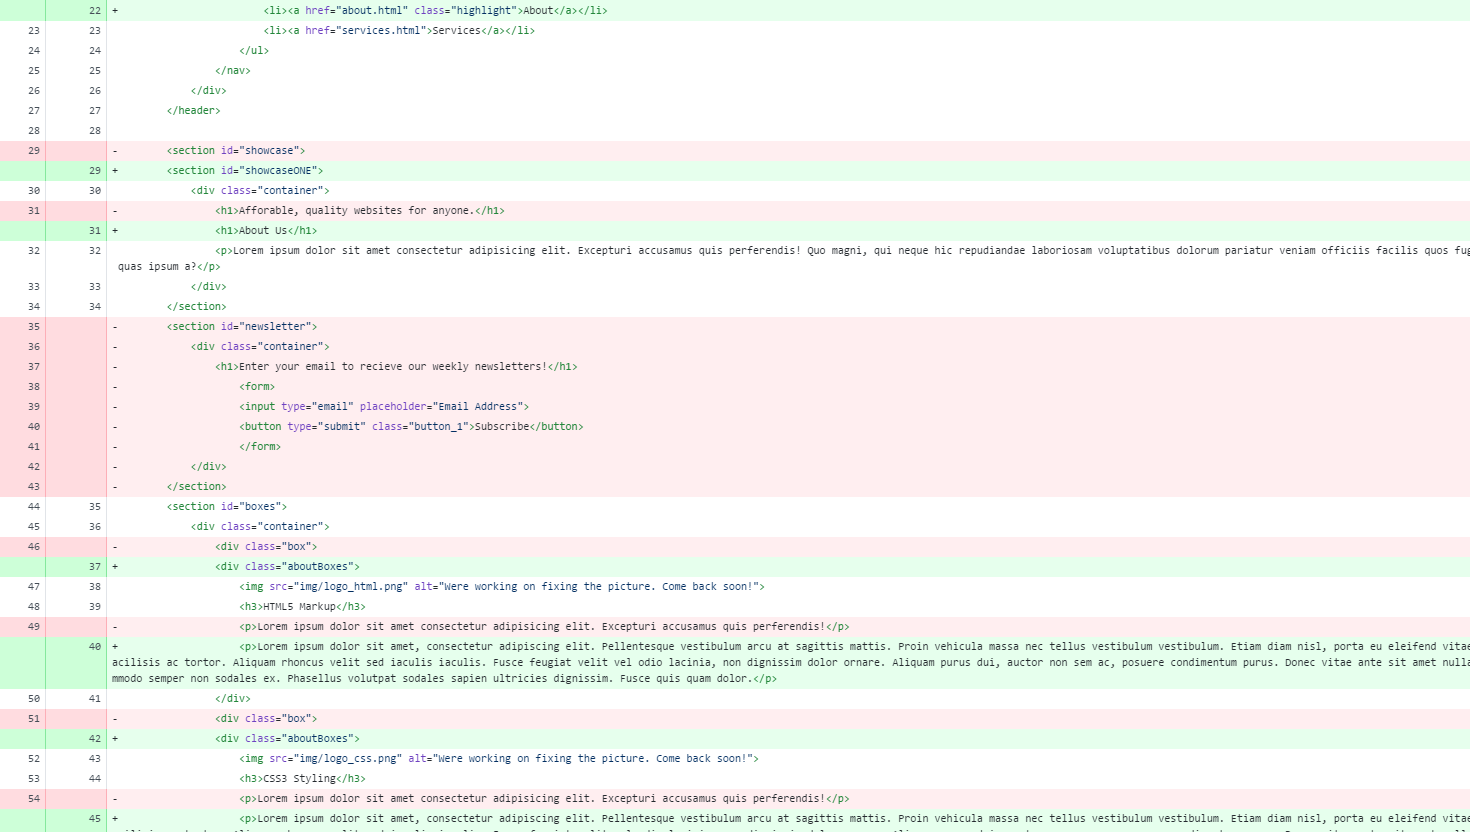 22 + <li><a href="about.html" class="highlight">About</a></li>
23 23 <li><a href="services.html">Services</a></li>
24 24 </ul>
25 25 </nav>
26 26 </div>
27 27 </header>
28 28
29 - <section id="showcase">
29 + <section id="showcaseONE">
30 30 <div class="container">
31 - <h1>Afforable, quality websites for anyone.</h1>
31 + <h1>About Us</h1>
32 32 <p>Lorem ipsum dolor sit amet consectetur adipisicing elit. Excepturi accusamus quis perferendis! Quo magni, qui neque hic repudiandae laboriosam voluptatibus dolorum pariatur veniam officiis facilis quos fug
quas ipsum a?</p>
33 33 </div>
34 34 </section>
35 - <section id="newsletter">
36 - <div class="container">
37 - <h1>Enter your email to recieve our weekly newsletters!</h1>
38 - <form>
39 - <input type="email" placeholder="Email Address">
40 - <button type="submit" class="button_1">Subscribe</button>
41 - </form>
42 - </div>
43 - </section>
44 35 <section id="boxes">
45 36 <div class="container">
46 - <div class="box">
37 + <div class="aboutBoxes">
47 38 <img src="img/logo_html.png" alt="Were working on fixing the picture. Come back soon!">
48 39 <h3>HTML5 Markup</h3>
49 - <p>Lorem ipsum dolor sit amet consectetur adipisicing elit. Excepturi accusamus quis perferendis!</p>
40 + <p>Lorem ipsum dolor sit amet, consectetur adipiscing elit. Pellentesque vestibulum arcu at sagittis mattis. Proin vehicula massa nec tellus vestibulum vestibulum. Etiam diam nisl, porta eu eleifend vitae
acilisis ac tortor. Aliquam rhoncus velit sed iaculis iaculis. Fusce feugiat velit vel odio lacinia, non dignissim dolor ornare. Aliquam purus dui, auctor non sem ac, posuere condimentum purus. Donec vitae ante sit amet nulla
mmodo semper non sodales ex. Phasellus volutpat sodales sapien ultricies dignissim. Fusce quis quam dolor.</p>
50 41 </div>
51 - <div class="box">
42 + <div class="aboutBoxes">
52 43 <img src="img/logo_css.png" alt="Were working on fixing the picture. Come back soon!">
53 44 <h3>CSS3 Styling</h3>
54 - <p>Lorem ipsum dolor sit amet consectetur adipisicing elit. Excepturi accusamus quis perferendis!</p>
45 + <p>Lorem ipsum dolor sit amet, consectetur adipiscing elit. Pellentesque vestibulum arcu at sagittis mattis. Proin vehicula massa nec tellus vestibulum vestibulum. Etiam diam nisl, porta eu eleifend vitae